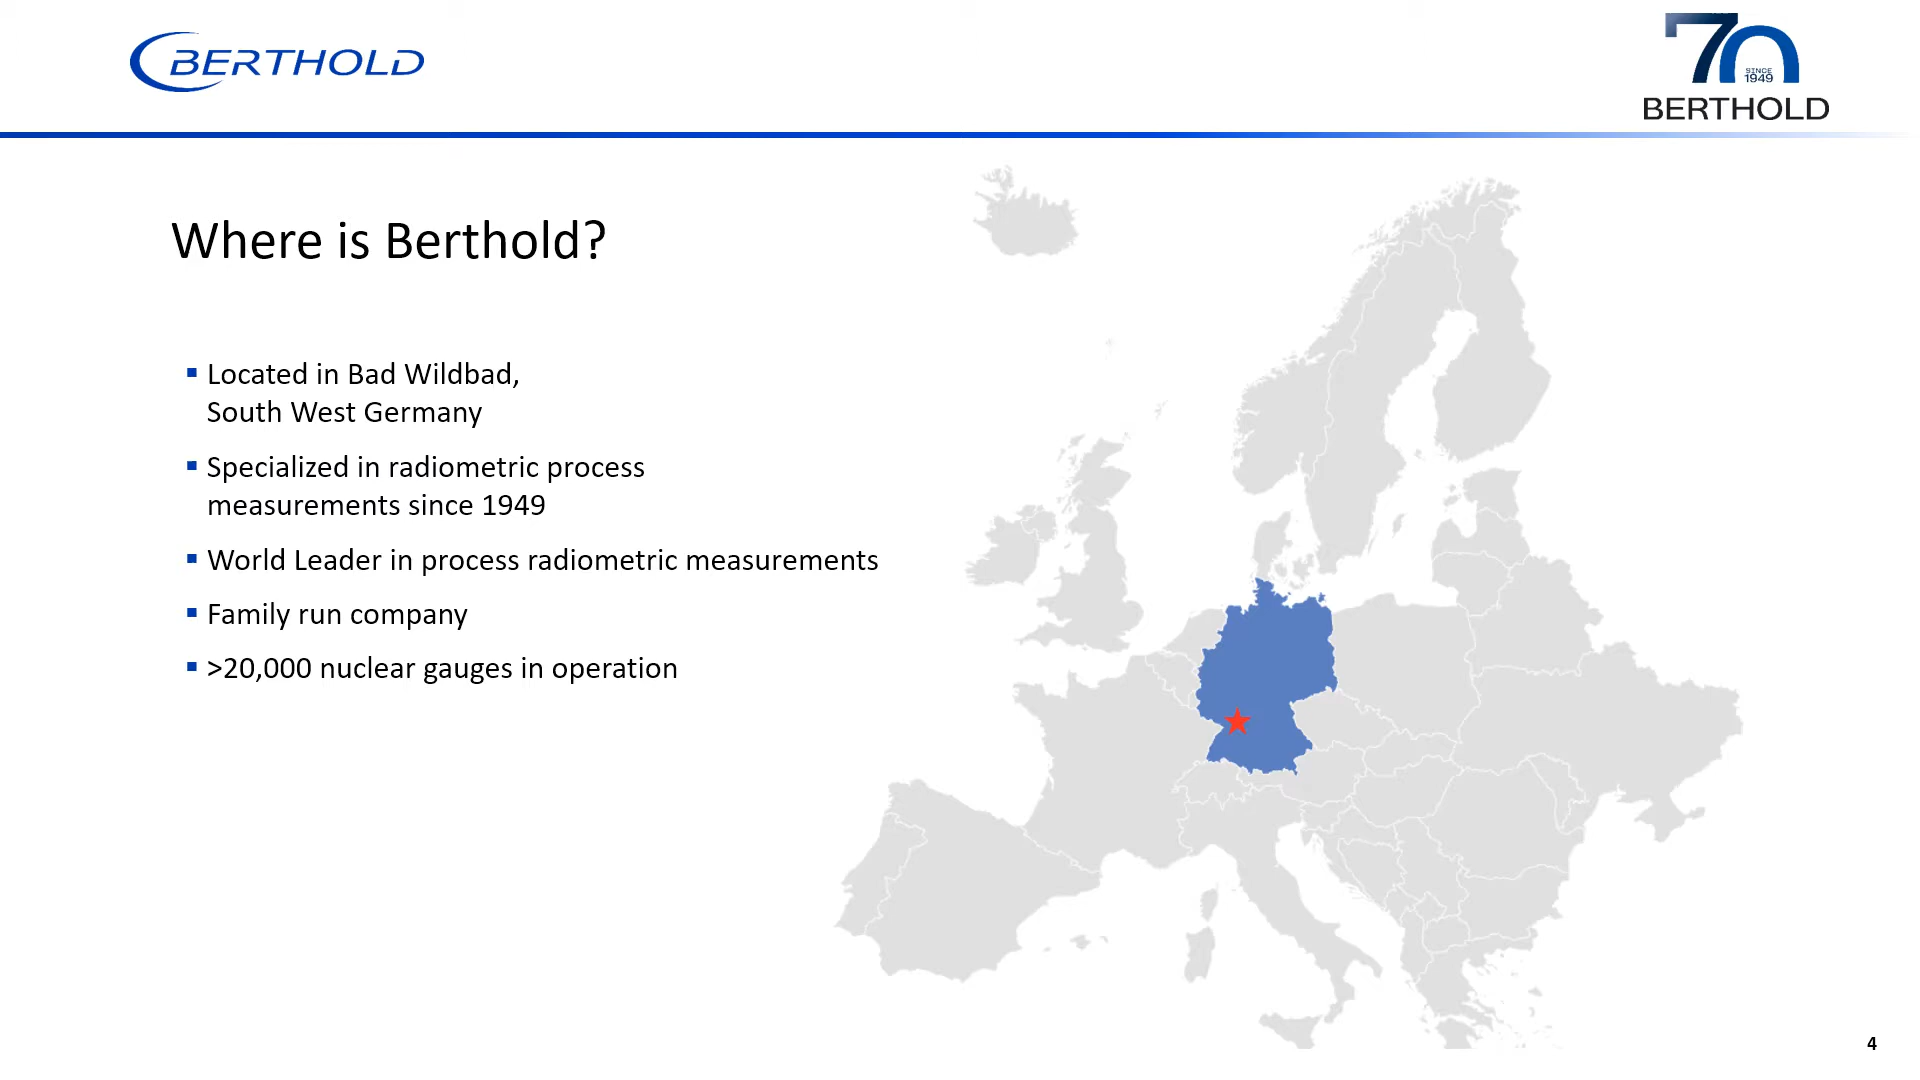 BERTHOLD
70
SINCE
1949
BERTHOLD
Where is Berthold?
▪ Located in Bad Wildbad,
South West Germany
▪ Specialized in radiometric process
measurements since 1949
▪ World Leader in process radiometric measurements
▪ Family run company
▪ >20,000 nuclear gauges in operation
4